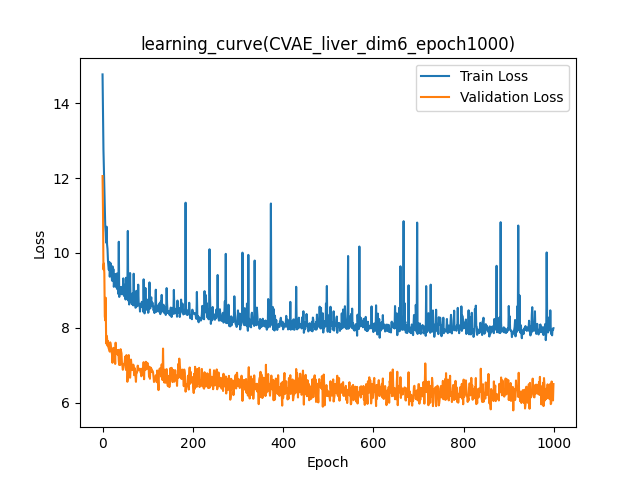 learning_curve(CVAE_liver_dim6_epoch1000)
Train Loss
Validation Loss
14
12
10
8
6
Loss
0 200 400 600 800 1000
Epoch